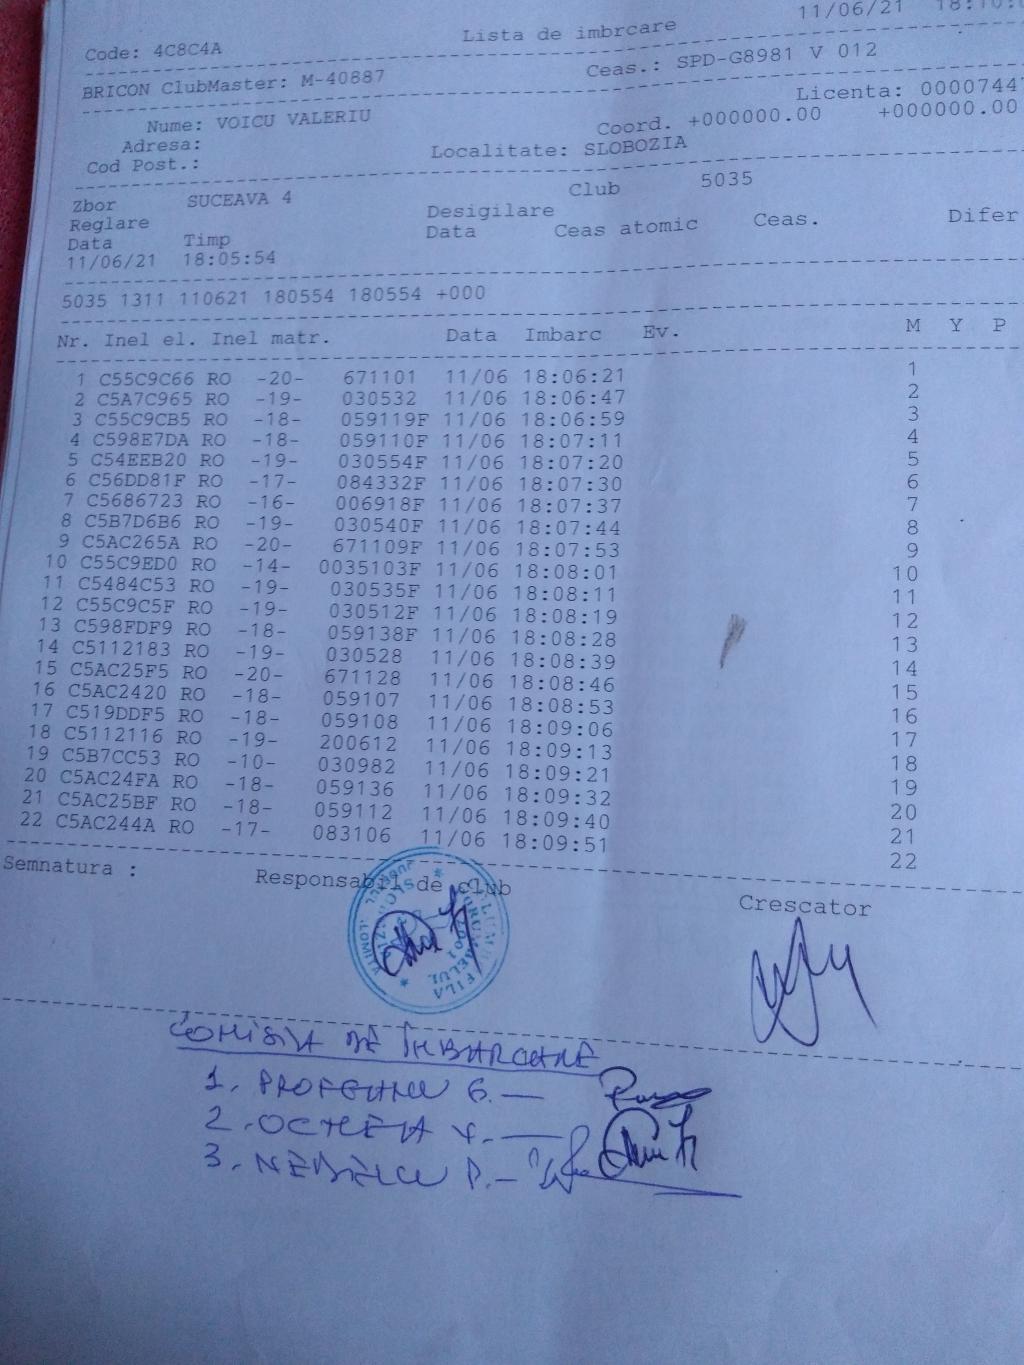 Lista de imbrcare 11/06/21
Code: 4C8C4A
BRICON ClubMaster: M-40887 Ceas.: SPD-G8981 V 012
Licenta: 0000744
Nume: VOICU VALERIU Coord. +000000.00 +000000.00
Adresa:
Cod Post.: Localitate: SLOBOZIA
Zbor SUCEAVA 4 Club 5035
Reglare Desigilare
Data Timp Data Ceas atomic Ceas. Difer
11/06/21 18:05:54
5035 1311 110621 180554 180554 +000
Nr. Inel el. Inel matr. Data Imbarc Ev. M Y P
1 C55C9C66 RO -20- 671101 11/06 18:06:21 1
2 C5A7C965 RO -19- 030532 11/06 18:06:47 2
3 C55C9CB5 RO -18- 059119F 11/06 18:06:59 3
4 C598E7DA RO -18- 059110F 11/06 18:07:11 4
5 C54EEB20 RO -19- 030554F 11/06 18:07:20 5
6 C56DD81F RO -17- 084332F 11/06 18:07:30 6
7 C5686723 RO -16- 006918F 11/06 18:07:37 7
8 C5B7D6B6 RO -19- 030540F 11/06 18:07:44 8
9 C5AC265A RO -20- 671109F 11/06 18:07:53 9
10 C55C9ED0 RO -14- 0035103F 11/06 18:08:01 10
11 C5484C53 RO -19- 030535F 11/06 18:08:11 11
12 C55C9C5F RO -19- 030512F 11/06 18:08:19 12
13 C598FDF9 RO -18- 059138F 11/06 18:08:28 13
14 C5112183 RO -19- 030528 11/06 18:08:39 14
15 C5AC25F5 RO -20- 671128 11/06 18:08:46 15
16 C5AC2420 RO -18- 059107 11/06 18:08:53 16
17 C519DDF5 RO -18- 059108 11/06 18:09:06 17
18 C5112116 RO -19- 200612 11/06 18:09:13 18
19 C5B7CC53 RO -10- 030982 11/06 18:09:21 19
20 C5AC24FA RO -18- 059136 11/06 18:09:32 20
21 C5AC25BF RO -18- 059112 11/06 18:09:40 21
22 C5AC244A RO -17- 083106 11/06 18:09:51 22
Semnatura : Responsabil de club Crescator
COMISIA DE ÎMBARCARE
1. PROFEANU G. —
2. OCHEIA V. —
3. NEDELCU P. —